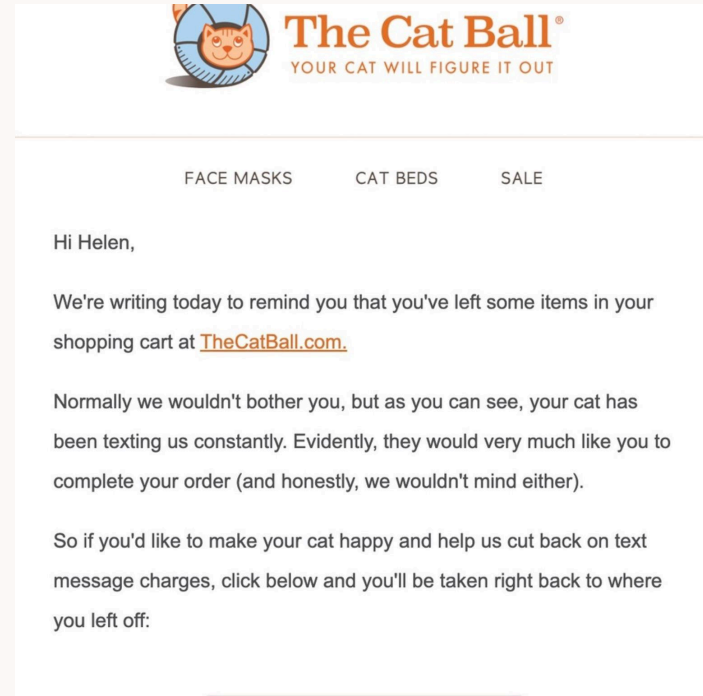 The Cat Ball®
YOUR CAT WILL FIGURE IT OUT
FACE MASKS CAT BEDS SALE
Hi Helen,
We're writing today to remind you that you've left some items in your
shopping cart at TheCatBall.com.
Normally we wouldn't bother you, but as you can see, your cat has
been texting us constantly. Evidently, they would very much like you to
complete your order (and honestly, we wouldn't mind either).
So if you'd like to make your cat happy and help us cut back on text
message charges, click below and you'll be taken right back to where
you left off: